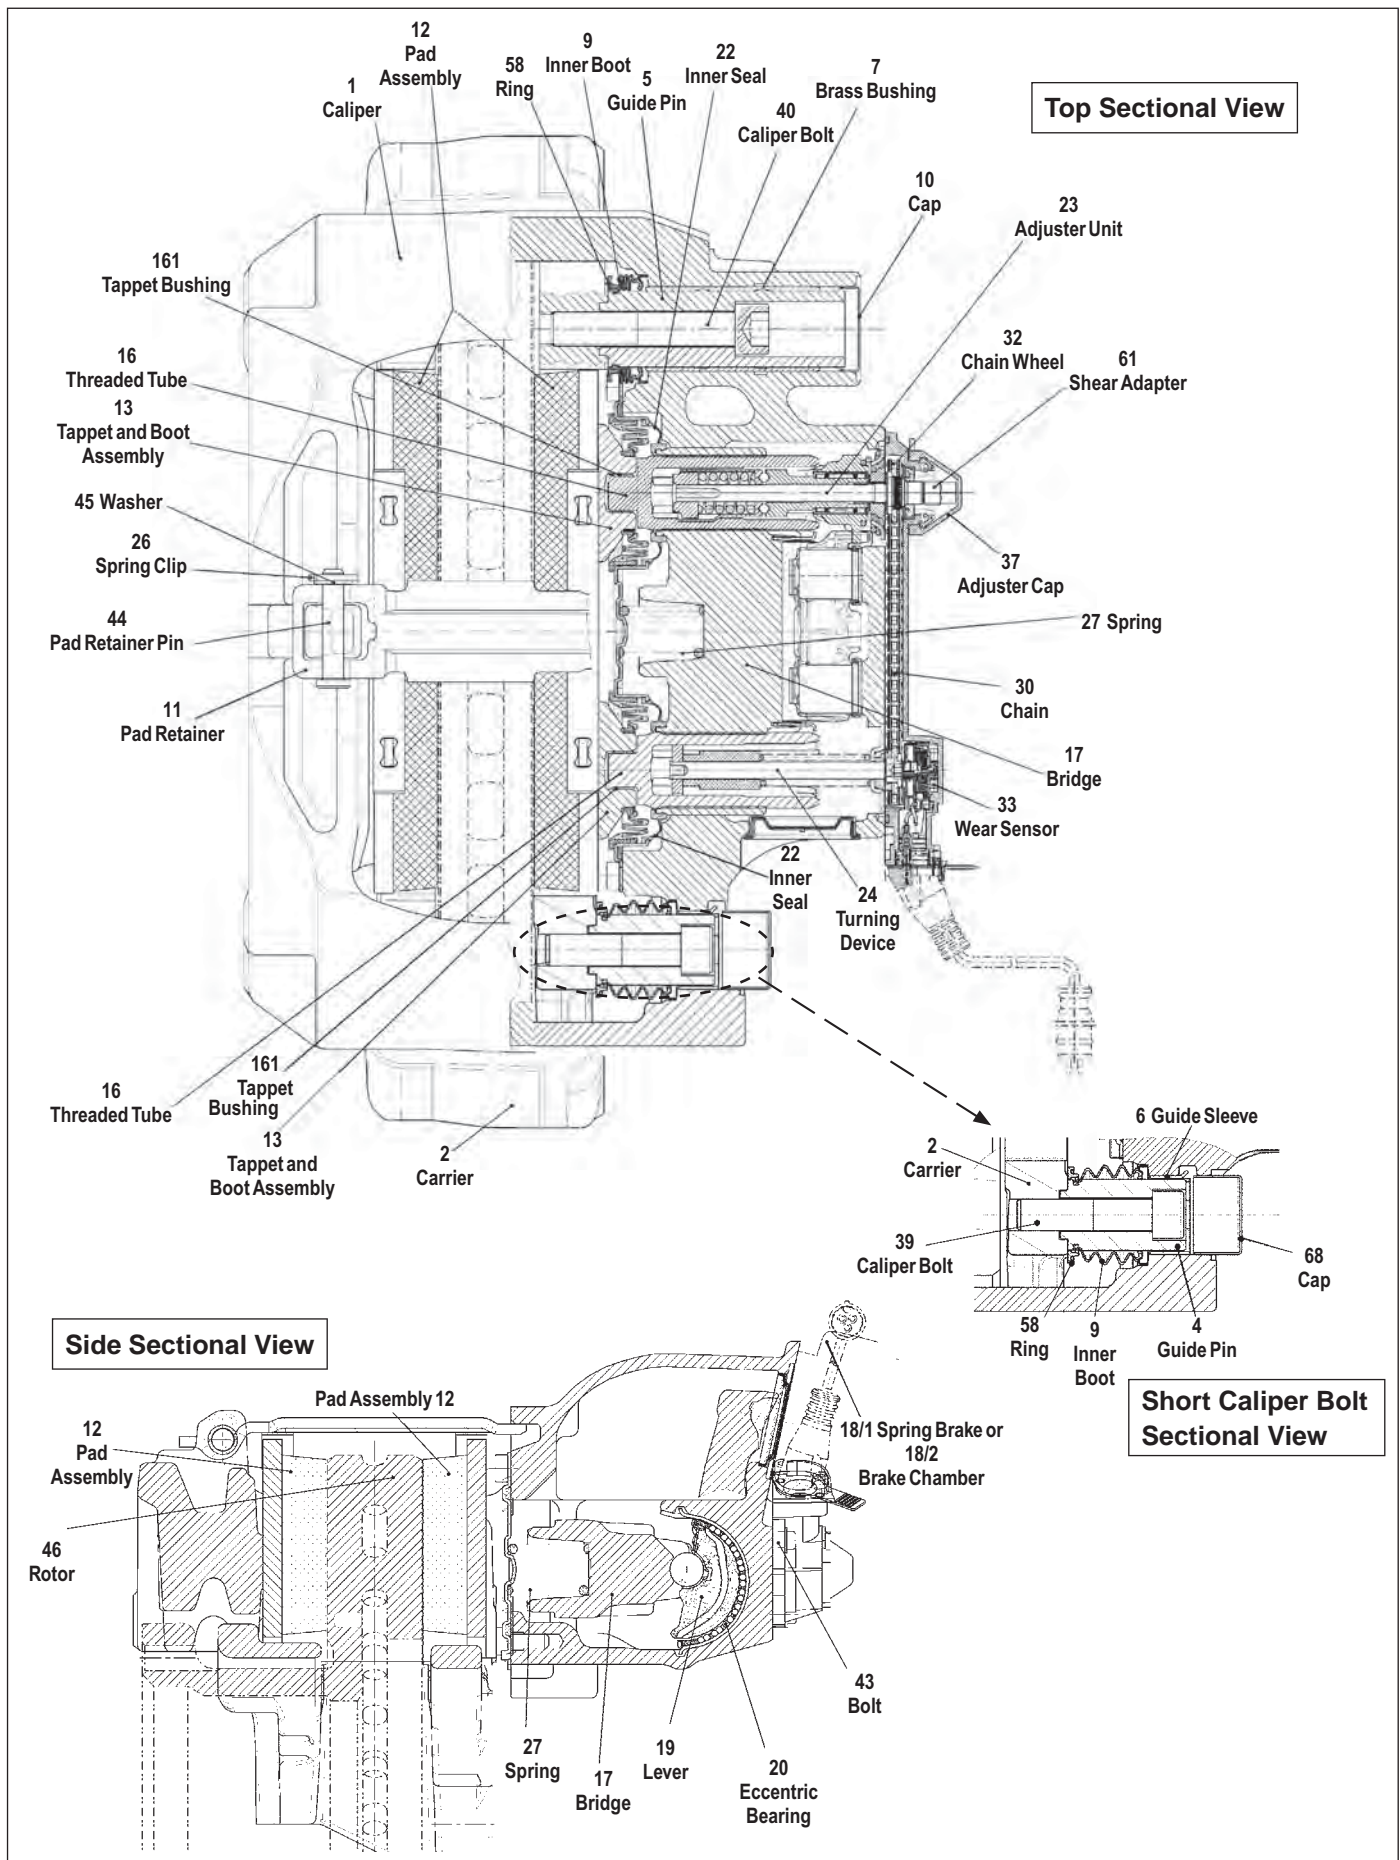 12
Pad
Assembly
9
Inner Boot
22
Inner Seal
7
Brass Bushing
58
Ring
5
Guide Pin
1
Caliper
40
Caliper Bolt
Top Sectional View
10
Cap
23
Adjuster Unit
161
Tappet Bushing
32
Chain Wheel
16
Threaded Tube
61
Shear Adapter
13
Tappet and Boot
Assembly
45 Washer
26
Spring Clip
37
Adjuster Cap
44
Pad Retainer Pin
27 Spring
30
Chain
11
Pad Retainer
17
Bridge
33
Wear Sensor
22
Inner
Seal
24
Turning
Device
16
Threaded Tube
161
Tappet
Bushing
13
Tappet and
Boot Assembly
2
Carrier
6 Guide Sleeve
2
Carrier
39
Caliper Bolt
68
Cap
58
Ring
9
Inner
Boot
4
Guide Pin
Short Caliper Bolt
Sectional View
Side Sectional View
Pad Assembly 12
12
Pad
Assembly
18/1 Spring Brake or
18/2
Brake Chamber
46
Rotor
43
Bolt
27
Spring
17
Bridge
19
Lever
20
Eccentric
Bearing